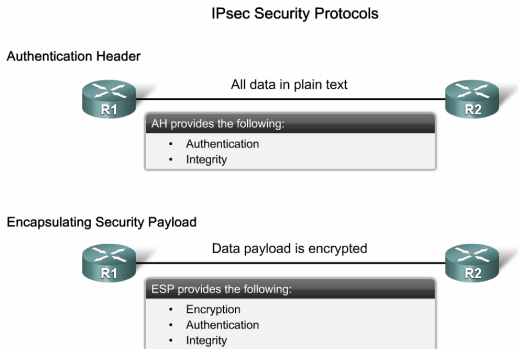 IPsec Security Protocols
Authentication Header
All data in plain text
R1
R2
AH provides the following:
• Authentication
• Integrity
Encapsulating Security Payload
Data payload is encrypted
R1
R2
ESP provides the following:
• Encryption
• Authentication
• Integrity